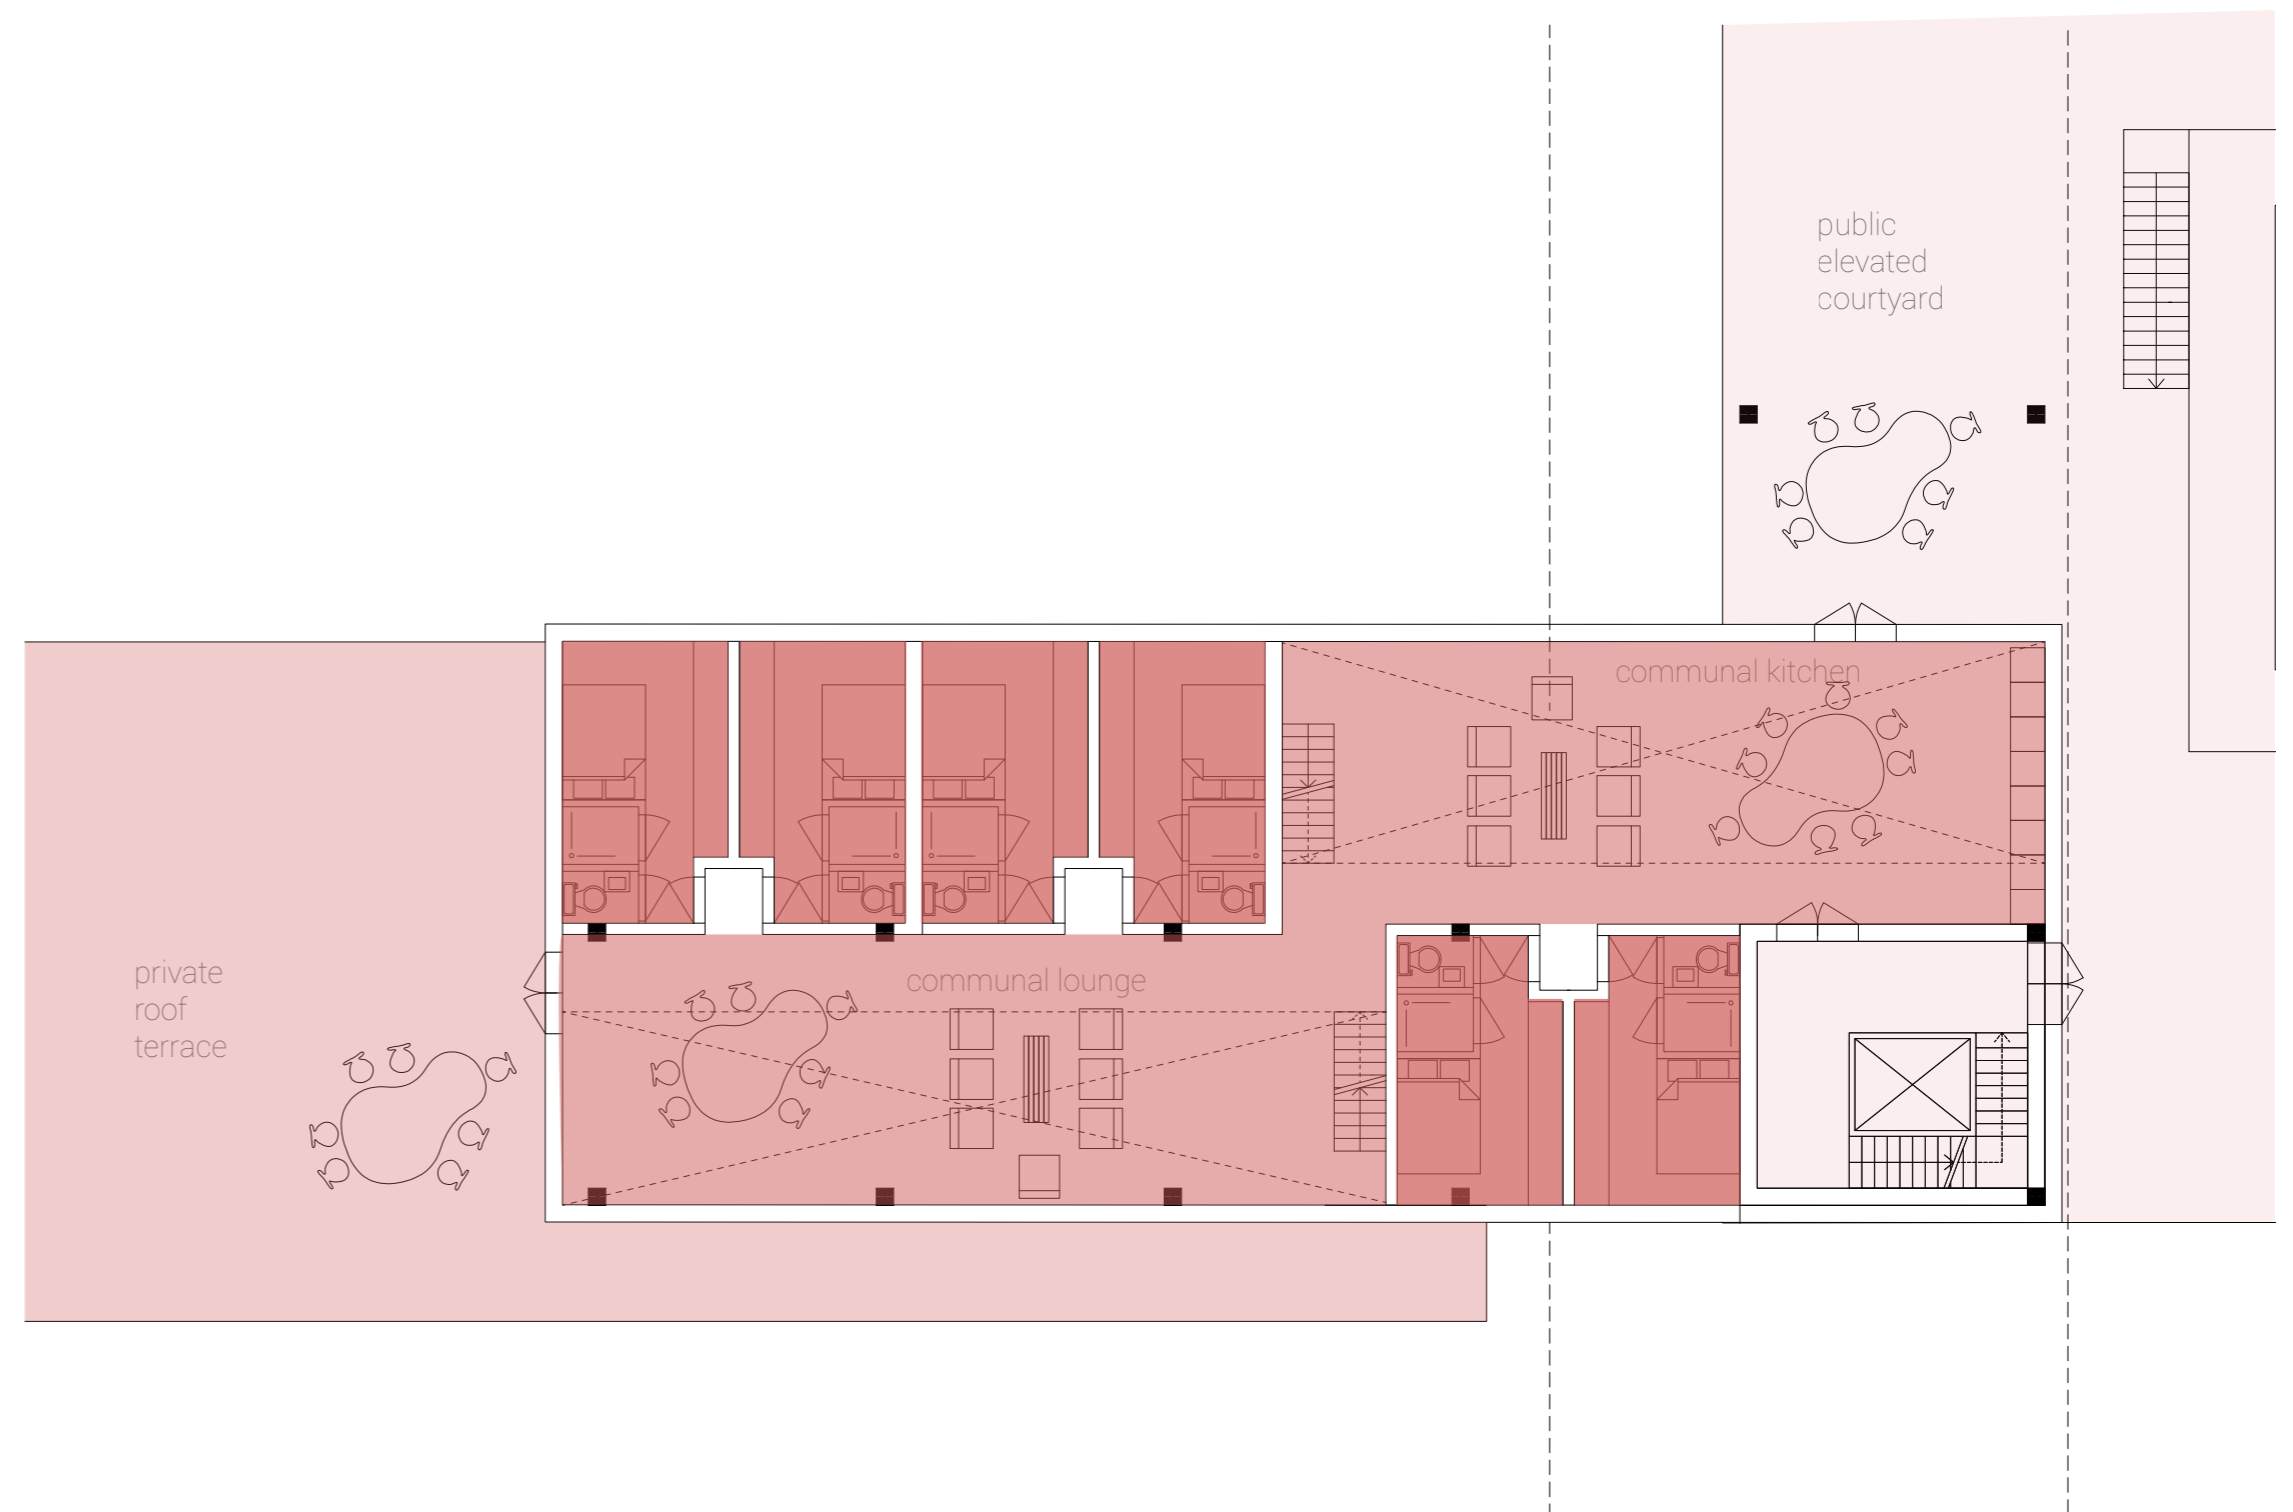 public
elevated
courtyard
communal kitchen
private
roof
terrace
communal lounge